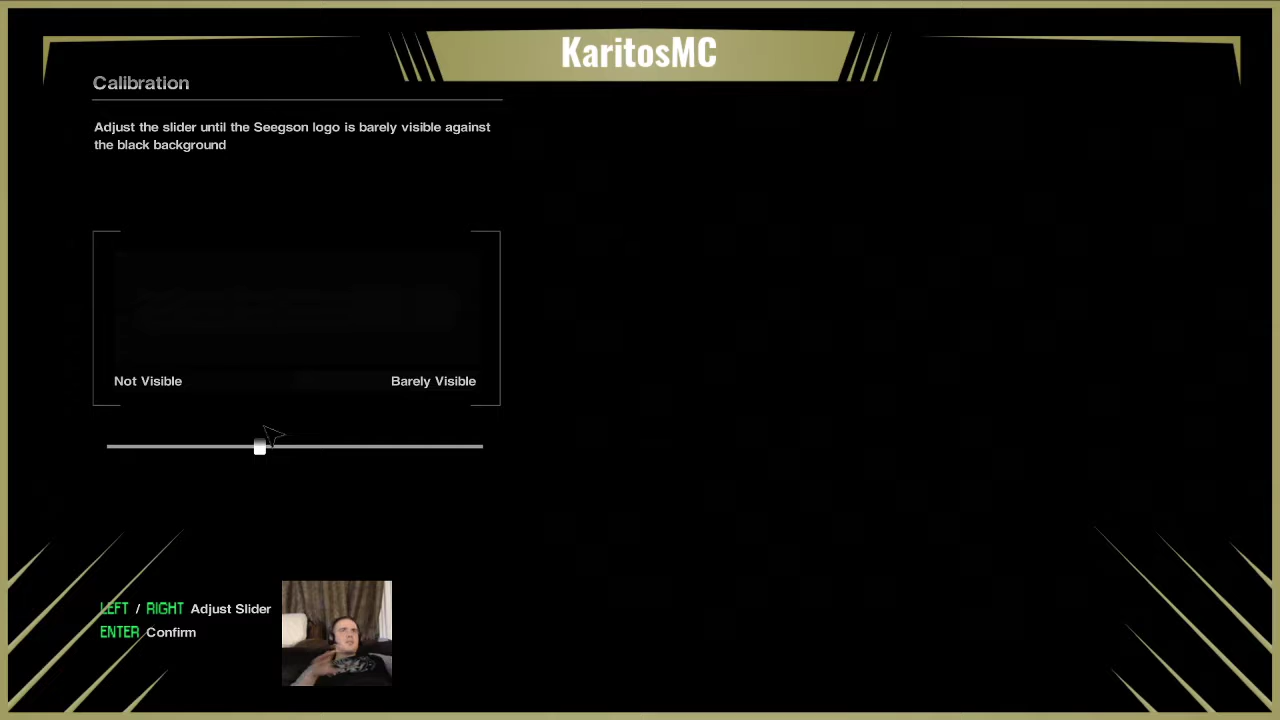 KaritosMC
Calibration
Adjust the slider until the Seegson logo is barely visible against
the black background
Not Visible
Barely Visible
LEFT / RIGHT Adjust Slider
ENTER Confirm